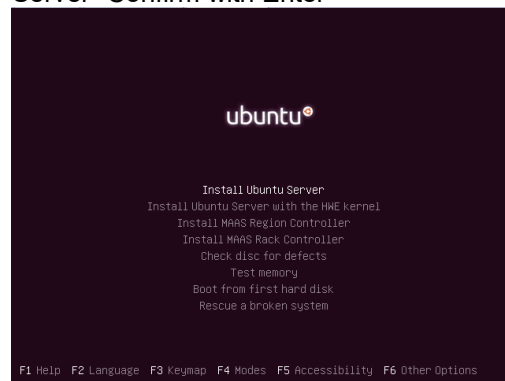 Server" Confirm with Enter
ubuntu
Install Ubuntu Server
Install Ubuntu Server with the HWE kernel
Install MAAS Region Controller
Install MAAS Rack Controller
Check disc for defects
Test memory
Boot from first hard disk
Rescue a broken system
F1 Help F2 Language F3 Keymap F4 Modes F5 Accessibility F6 Other Options